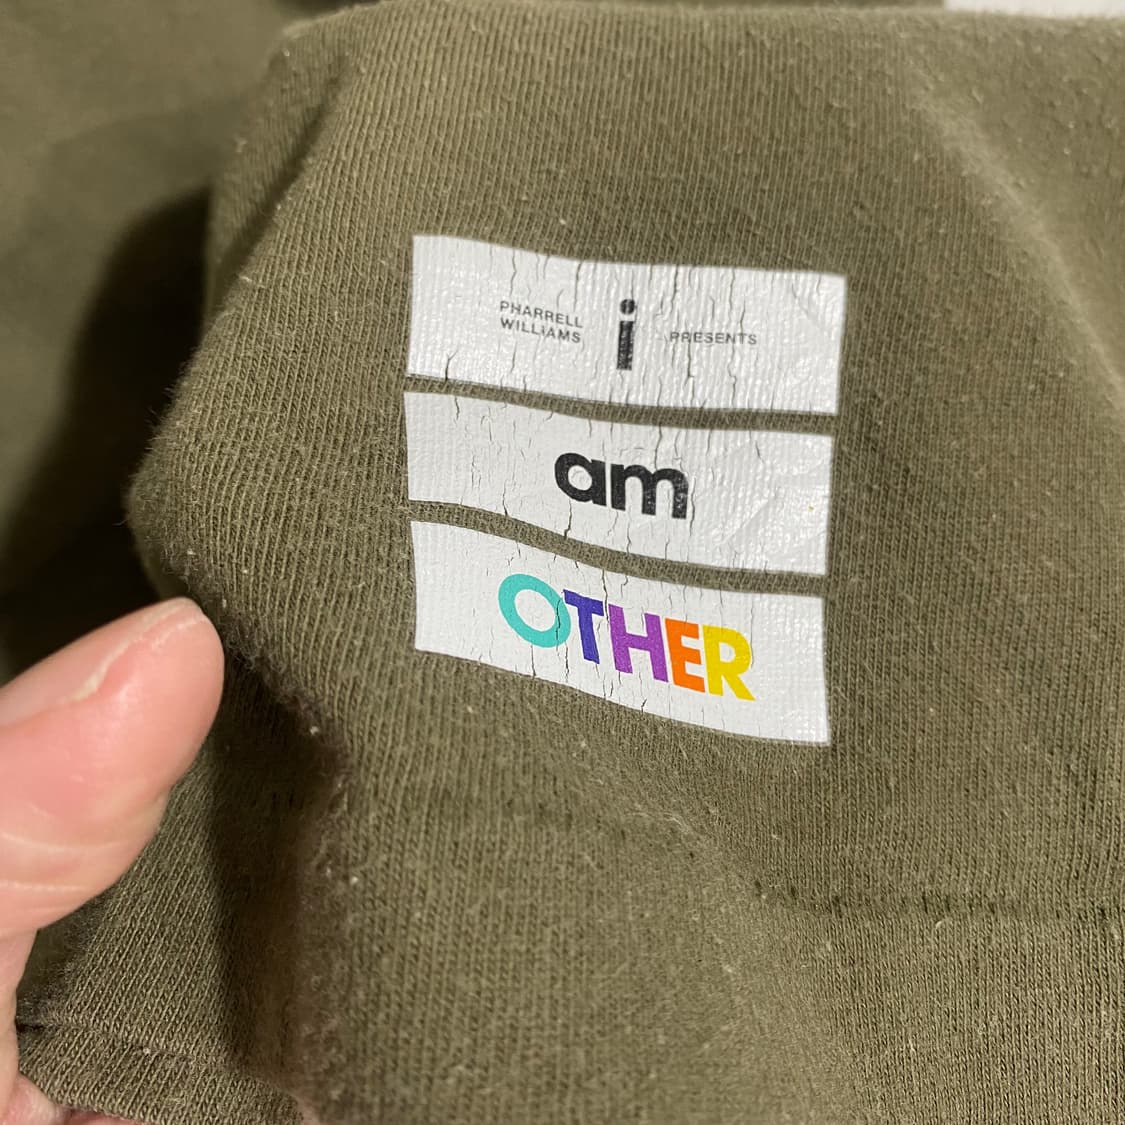 PHARRELL
WILLIAMS
i
PRESENTS
am
OTHER